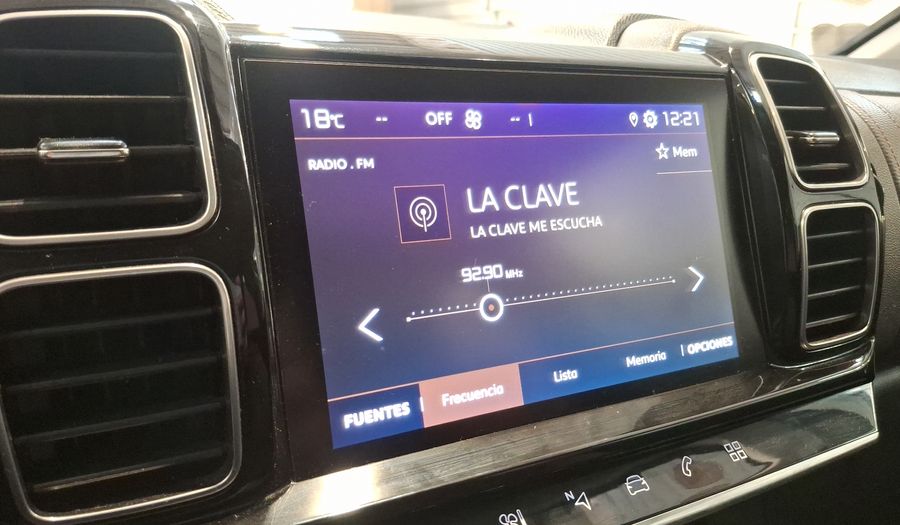 18°C -- OFF -- 12:21
RADIO . FM
Mem
LA CLAVE
LA CLAVE ME ESCUCHA
92.90 MHz
FUENTES Frecuencia Lista Memoria OPCIONES
N